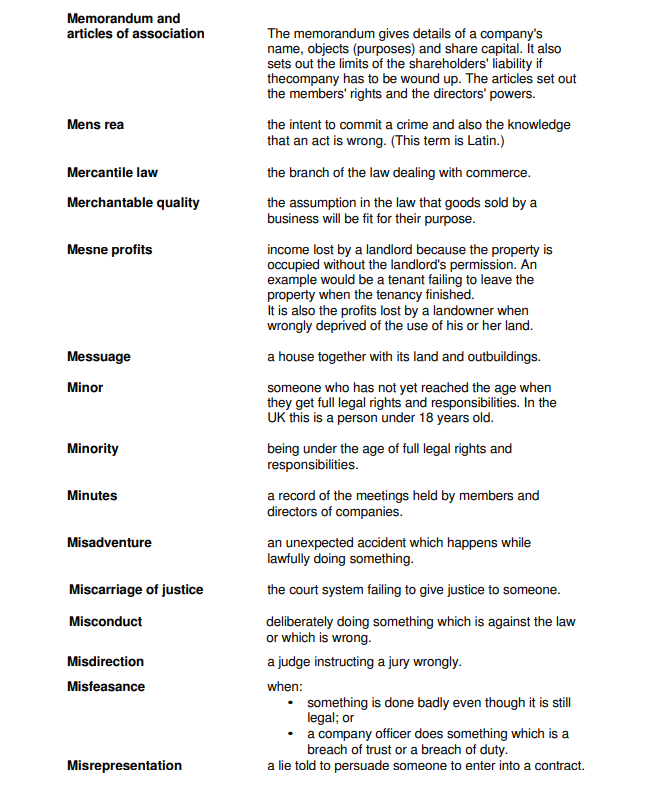 Memorandum and
articles of association The memorandum gives details of a company's
name, objects (purposes) and share capital. It also
sets out the limits of the shareholders' liability if
thecompany has to be wound up. The articles set out
the members' rights and the directors' powers.
Mens rea the intent to commit a crime and also the knowledge
that an act is wrong. (This term is Latin.)
Mercantile law the branch of the law dealing with commerce.
Merchantable quality the assumption in the law that goods sold by a
business will be fit for their purpose.
Mesne profits income lost by a landlord because the property is
occupied without the landlord's permission. An
example would be a tenant failing to leave the
property when the tenancy finished.
It is also the profits lost by a landowner when
wrongly deprived of the use of his or her land.
Messuage a house together with its land and outbuildings.
Minor someone who has not yet reached the age when
they get full legal rights and responsibilities. In the
UK this is a person under 18 years old.
Minority being under the age of full legal rights and
responsibilities.
Minutes a record of the meetings held by members and
directors of companies.
Misadventure an unexpected accident which happens while
lawfully doing something.
Miscarriage of justice the court system failing to give justice to someone.
Misconduct deliberately doing something which is against the law
or which is wrong.
Misdirection a judge instructing a jury wrongly.
Misfeasance when:
• something is done badly even though it is still
legal; or
• a company officer does something which is a
breach of trust or a breach of duty.
Misrepresentation a lie told to persuade someone to enter into a contract.